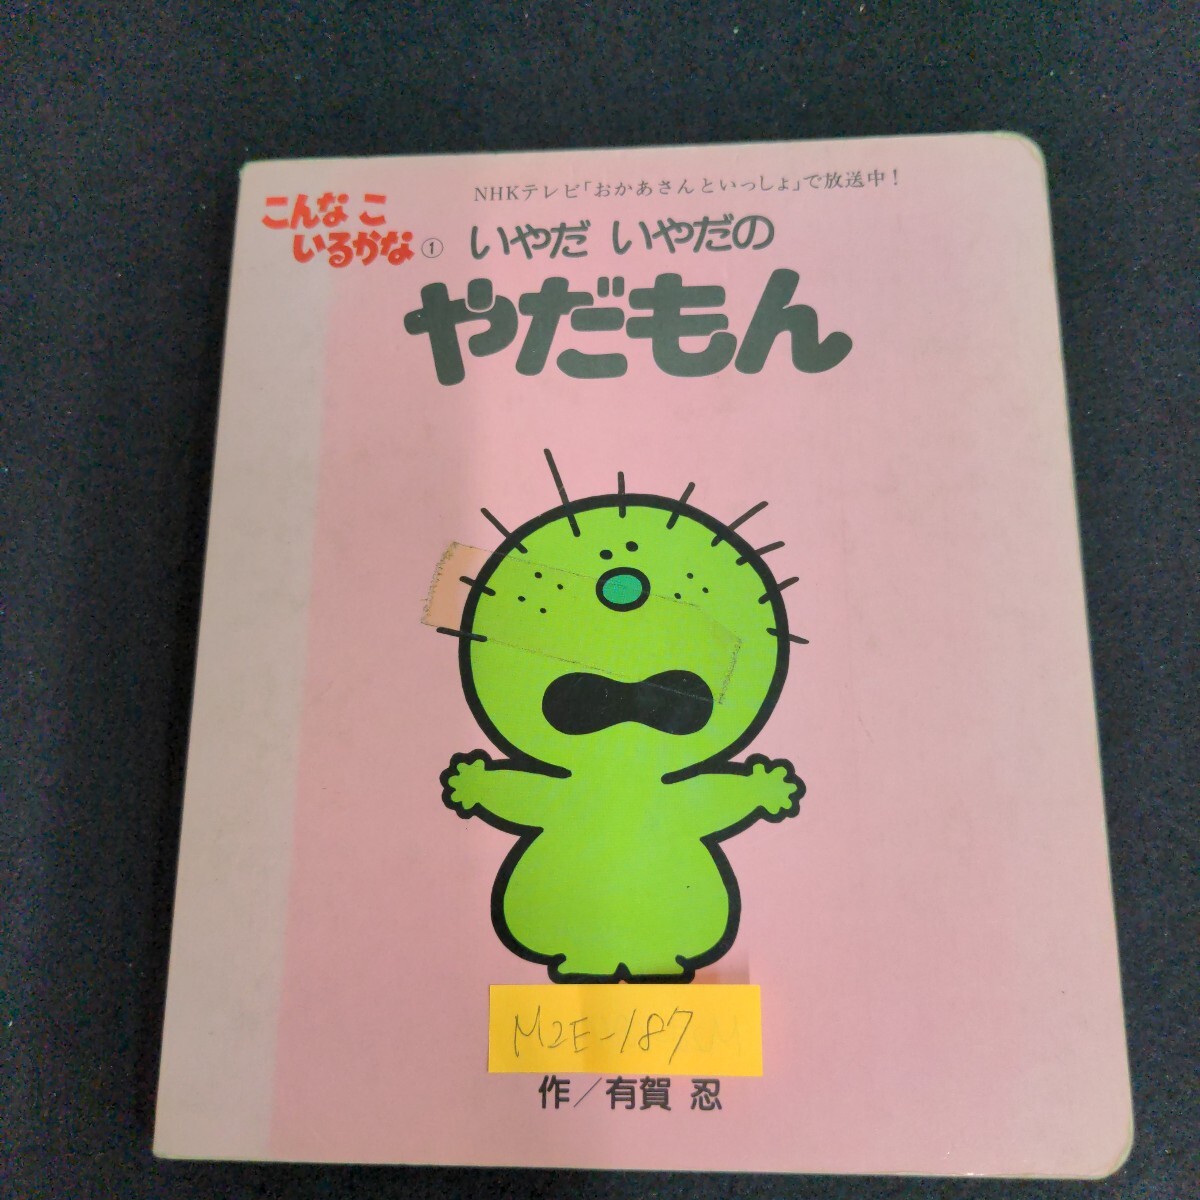 NHKテレビ「おかあさんといっしょ」で放送中！
こんな こ
いるかな①
いやだ いやだの
やだもん
M2E-187
作／有賀 忍